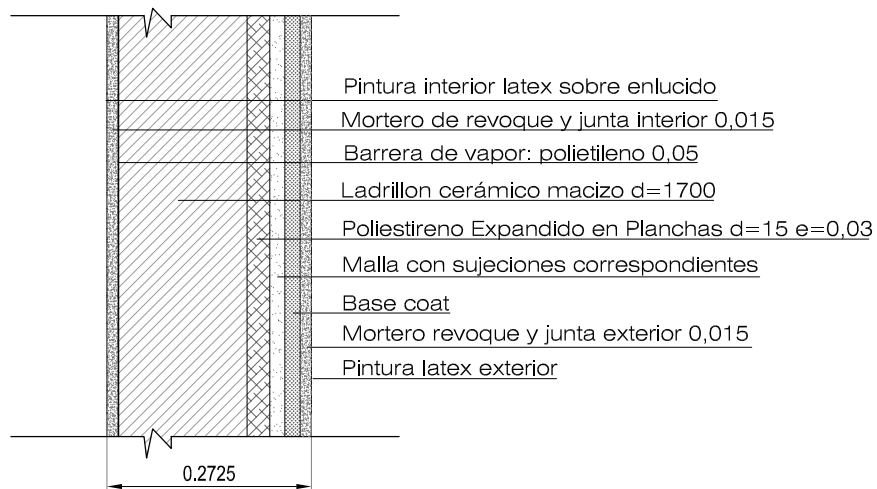 Pintura interior latex sobre enlucido
Mortero de revoque y junta interior 0,015
Barrera de vapor: polietileno 0,05
Ladrillon cerámico macizo d=1700
Poliestireno Expandido en Planchas d=15 e=0,03
Malla con sujeciones correspondientes
Base coat
Mortero revoque y junta exterior 0,015
Pintura latex exterior
0.2725